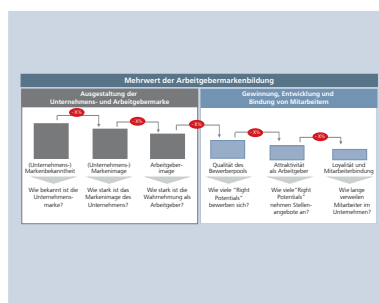 Mehrwert der Arbeitgebermarkenbildung
Ausgestaltung der
Unternehmens- und Arbeitgebermarke
Gewinnung, Entwicklung und
Bindung von Mitarbeitern
- X%
- X%
- X%
- X%
- X%
(Unternehmens-)
Markenbekanntheit
(Unternehmens-)
Markenimage
Arbeitgeber-
image
Qualität des
Bewerberpools
Attraktivität
als Arbeitgeber
Loyalität und
Mitarbeiterbindung
Wie bekannt ist die
Unternehmens-
marke?
Wie stark ist das
Markenimage des
Unternehmens?
Wie stark ist die
Wahrnehmung als
Arbeitgeber?
Wie viele "Right
Potentials"
bewerben sich?
Wie viele "Right
Potentials"
nehmen Stellen-
angebote an?
Wie lange
verweilen
Mitarbeiter im
Unternehmen?